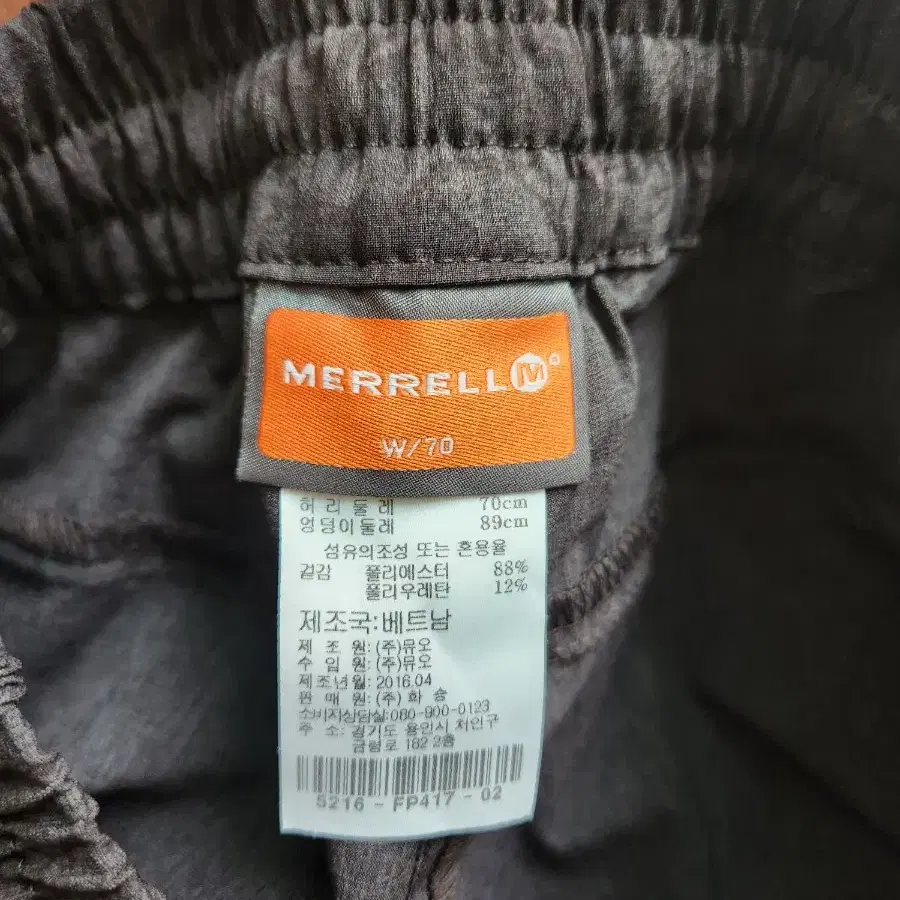 MERRELL M®
W/70
허리둘레 70cm
엉덩이둘레 89cm
섬유의조성 또는 혼용율
겉감 폴리에스터 88%
폴리우레탄 12%
제조국:베트남
제 조 원:(주)뮤오
수 입 원:(주)뮤오
제조년월:2016.04
판 매 원:(주)화 승
소비자상담실:080-900-0123
주 소:경기도 용인시 처인구
금령로 182 2층
5216 - FP417 - 02